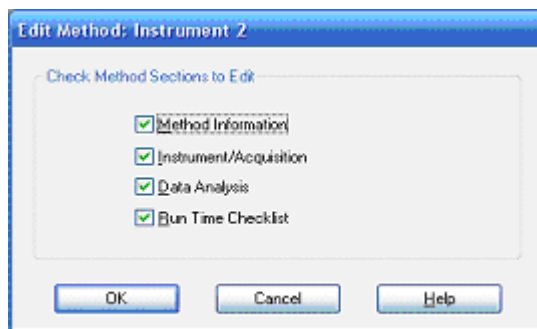 Edit Method: Instrument 2
Check Method Sections to Edit
Method Information
Instrument/Acquisition
Data Analysis
Run Time Checklist
OK Cancel Help